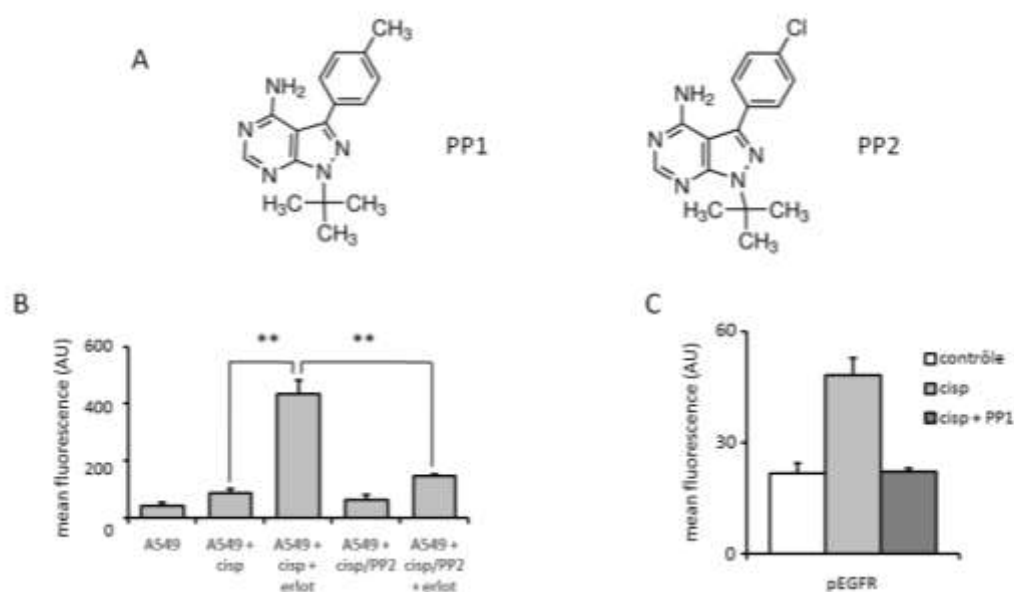 A
CH₃
NH₂
N
N
N
N
H₃C
CH₃
CH₃
PP1
Cl
NH₂
N
N
N
N
H₃C
CH₃
CH₃
PP2
B
mean fluorescence (AU)
600
400
200
0
**
**
A549
A549 +
cisp
A549 +
cisp +
erlot
A549 +
cisp/PP2
A549 +
cisp/PP2
+ erlot
C
mean fluorescence (AU)
60
30
0
pEGFR
contrôle
cisp
cisp + PP1